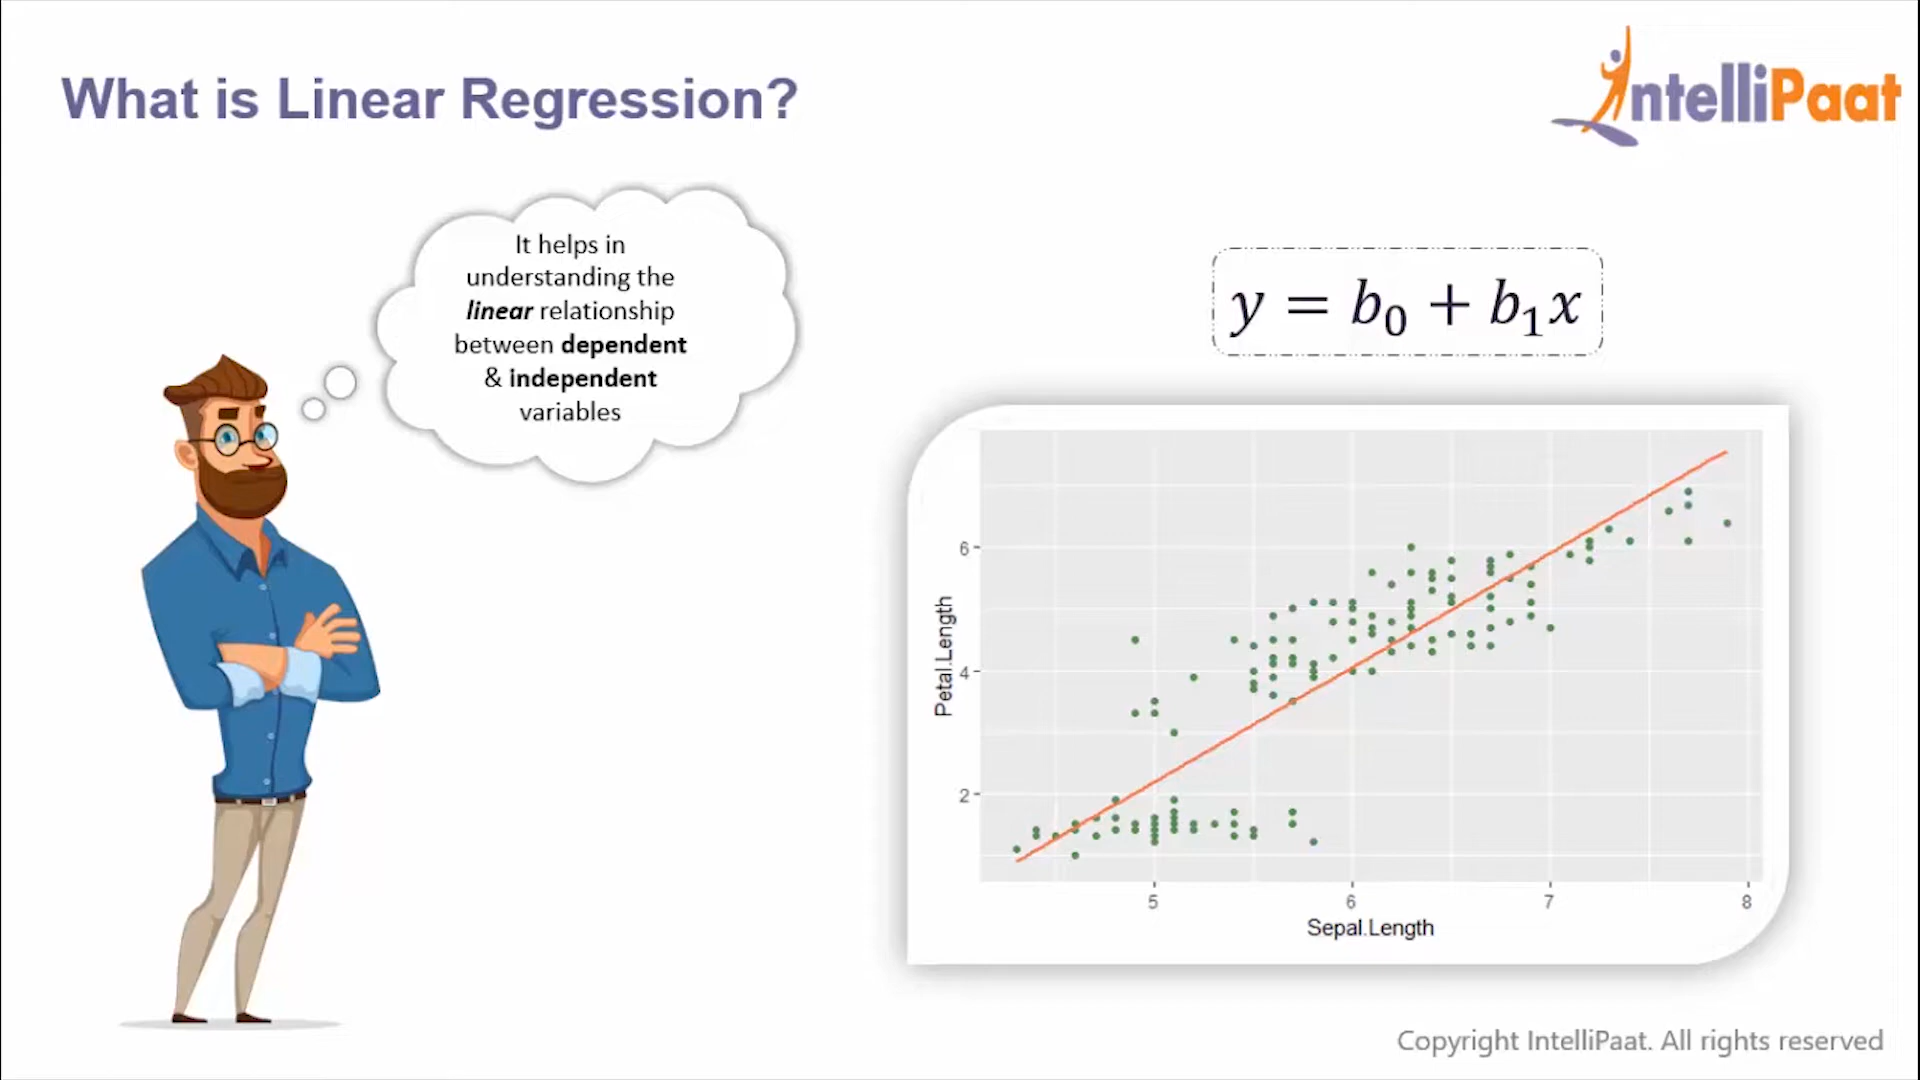 What is Linear Regression?
IntelliPaat
It helps in
understanding the
linear relationship
between dependent
& independent
variables
y = b₀ + b₁x
Petal.Length
6
4
2
5 6 7 8
Sepal.Length
Copyright IntelliPaat. All rights reserved